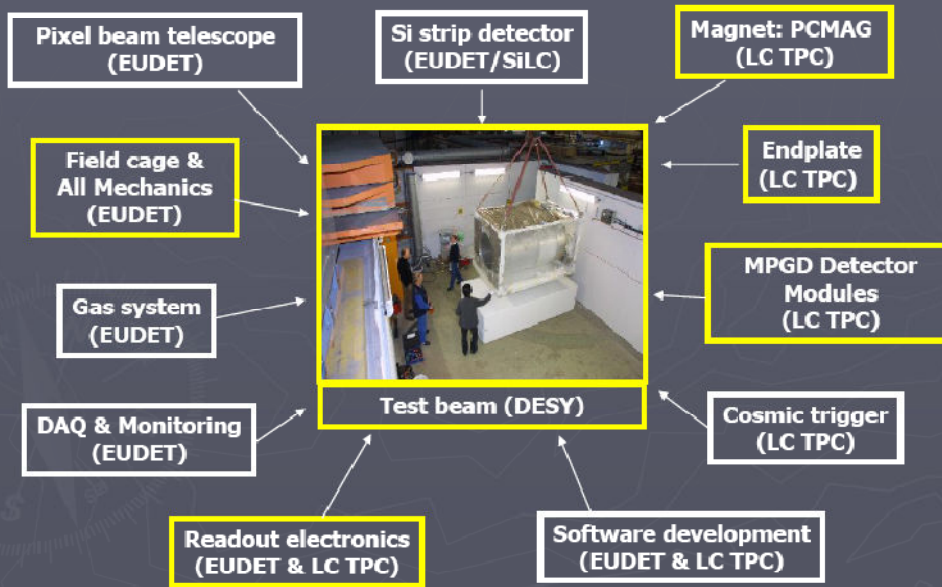 Pixel beam telescope
(EUDET)
Si strip detector
(EUDET/SiLC)
Magnet: PCMAG
(LC TPC)
Field cage &
All Mechanics
(EUDET)
Endplate
(LC TPC)
Gas system
(EUDET)
MPGD Detector
Modules
(LC TPC)
DAQ & Monitoring
(EUDET)
Test beam (DESY)
Cosmic trigger
(LC TPC)
Readout electronics
(EUDET & LC TPC)
Software development
(EUDET & LC TPC)